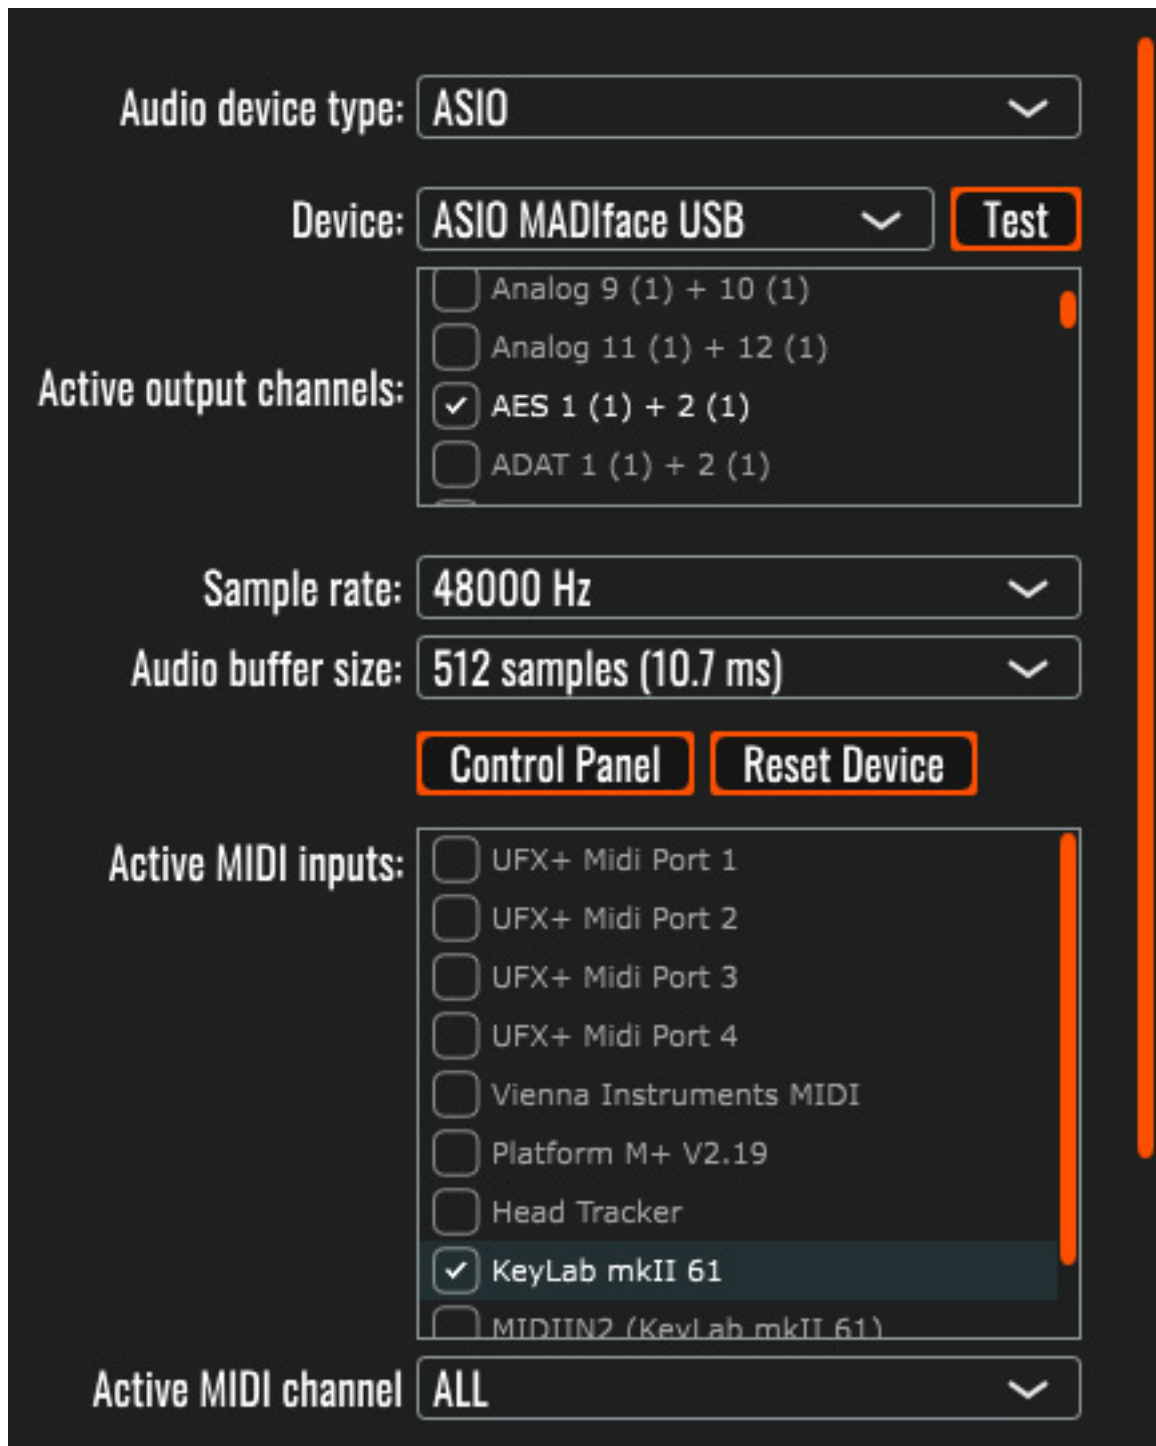 Audio device type: ASIO
Device: ASIO MADIface USB Test
Analog 9 (1) + 10 (1)
Analog 11 (1) + 12 (1)
Active output channels: AES 1 (1) + 2 (1)
ADAT 1 (1) + 2 (1)
Sample rate: 48000 Hz
Audio buffer size: 512 samples (10.7 ms)
Control Panel Reset Device
Active MIDI inputs: UFX+ Midi Port 1
UFX+ Midi Port 2
UFX+ Midi Port 3
UFX+ Midi Port 4
Vienna Instruments MIDI
Platform M+ V2.19
Head Tracker
KeyLab mkII 61
MIDIIN2 (KeyLab mkII 61)
Active MIDI channel ALL